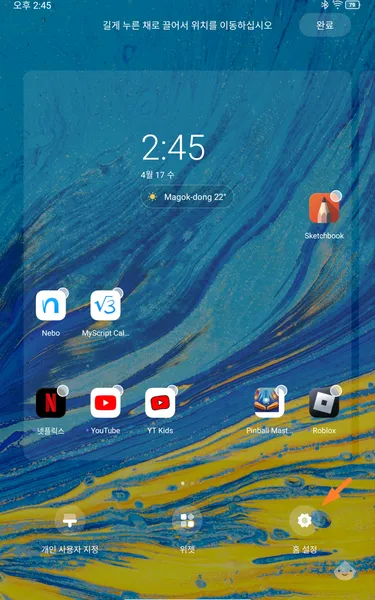 오후 2:45
79
길게 누른 채로 끌어서 위치를 이동하십시오
완료
2:45
4월 17 수
Magok-dong 22°
Sketchbook
Nebo
MyScript Cal...
넷플릭스
YouTube
YT Kids
Pinball Mast..
Roblox
개인 사용자 지정
위젯
홈 설정